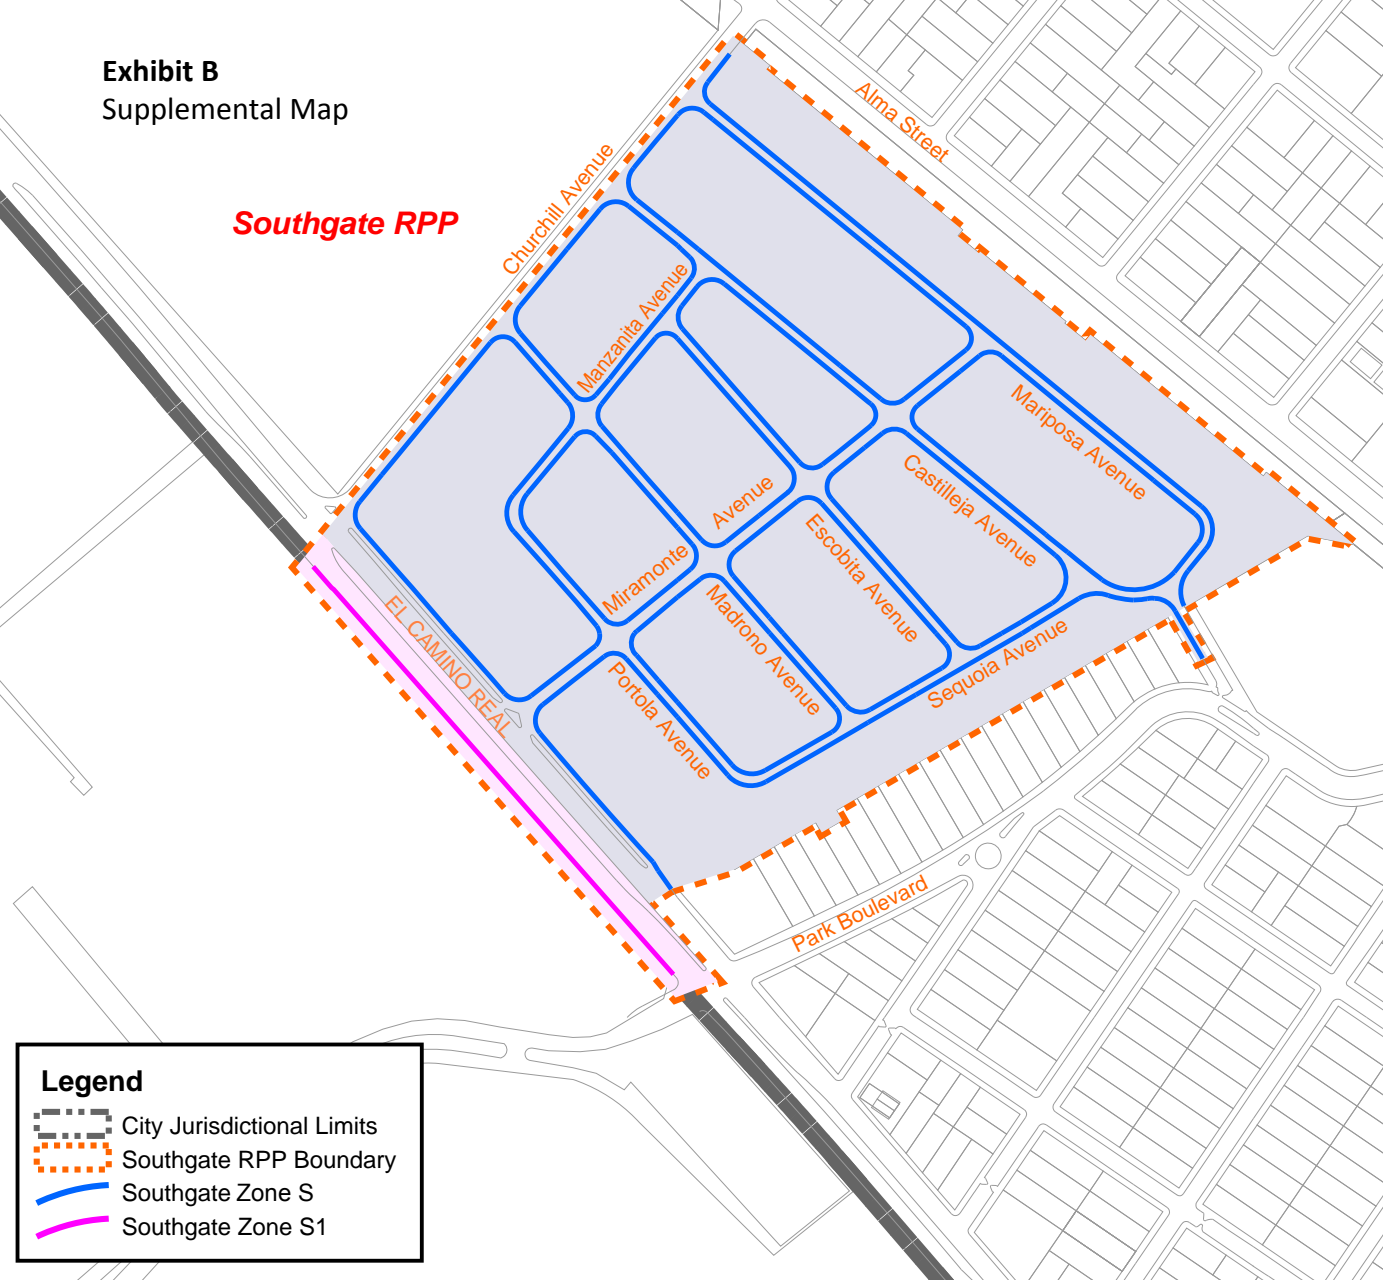 Exhibit B
Supplemental Map
Southgate RPP
Alma Street
Churchill Avenue
Manzanita Avenue
Mariposa Avenue
Castilleja Avenue
Avenue
Miramonte
Escobita Avenue
Madrono Avenue
Sequoia Avenue
Portola Avenue
EL CAMINO REAL
Park Boulevard
Legend
City Jurisdictional Limits
Southgate RPP Boundary
Southgate Zone S
Southgate Zone S1